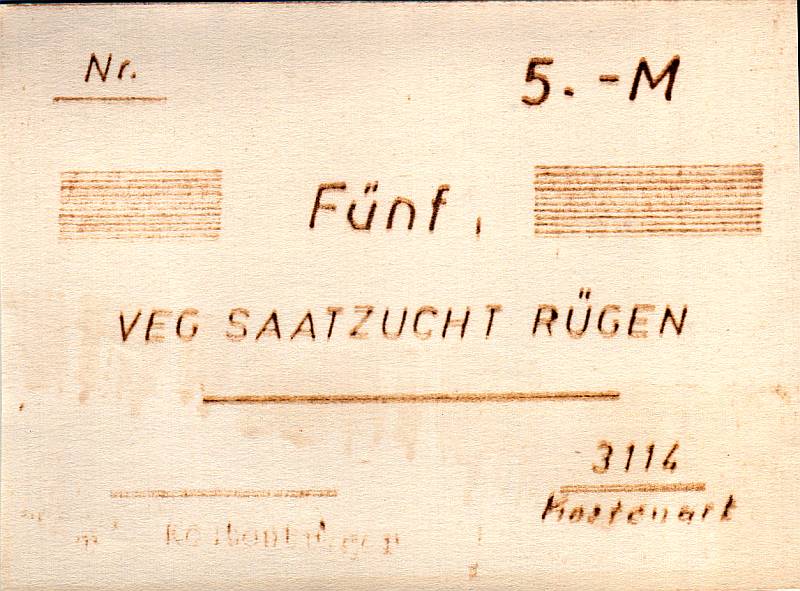 Nr.
5.-M
Fünf
VEG SAATZUCHT RÜGEN
3114
Kostenart